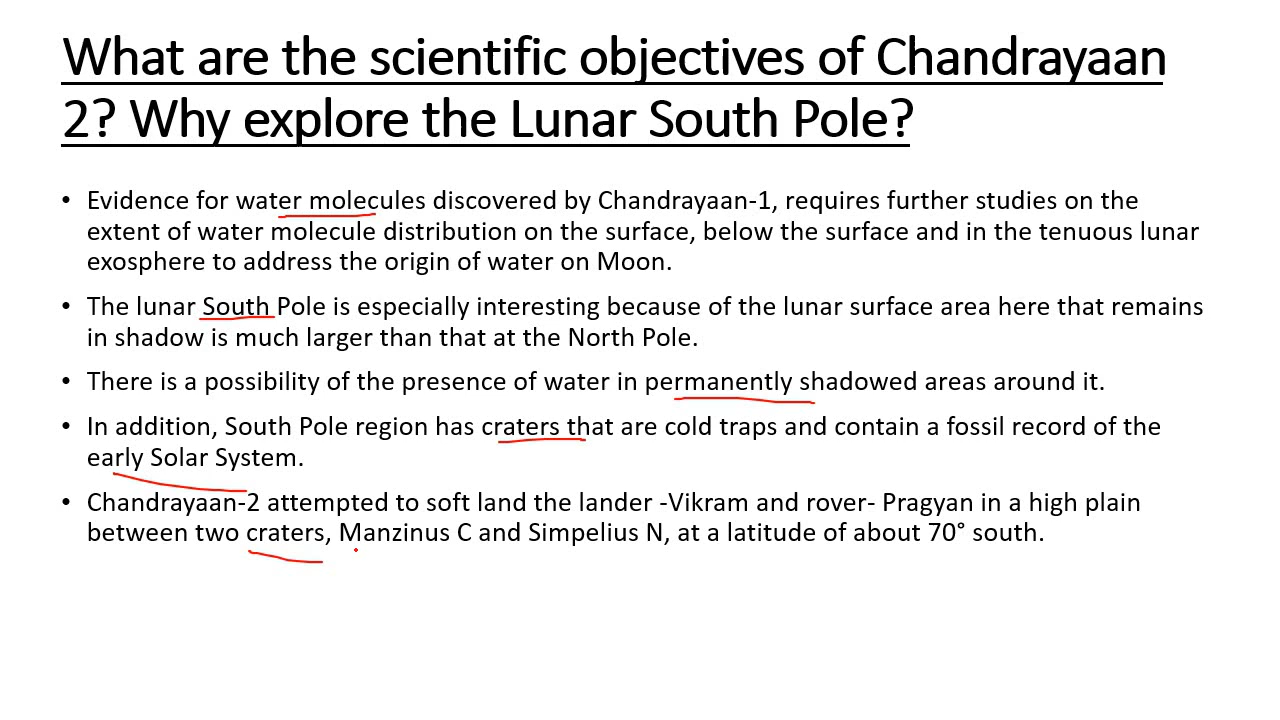 What are the scientific objectives of Chandrayaan
2? Why explore the Lunar South Pole?
• Evidence for water molecules discovered by Chandrayaan-1, requires further studies on the
extent of water molecule distribution on the surface, below the surface and in the tenuous lunar
exosphere to address the origin of water on Moon.
• The lunar South Pole is especially interesting because of the lunar surface area here that remains
in shadow is much larger than that at the North Pole.
• There is a possibility of the presence of water in permanently shadowed areas around it.
• In addition, South Pole region has craters that are cold traps and contain a fossil record of the
early Solar System.
• Chandrayaan-2 attempted to soft land the lander -Vikram and rover- Pragyan in a high plain
between two craters, Manzinus C and Simpelius N, at a latitude of about 70° south.